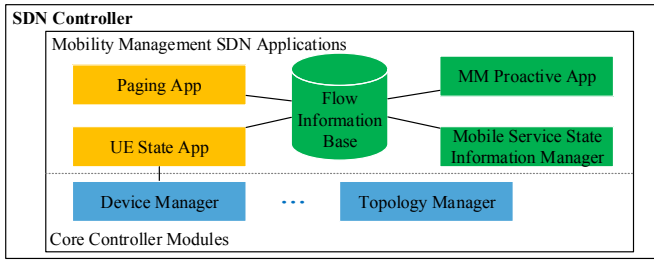 SDN Controller
Mobility Management SDN Applications
Paging App
Flow
Information
Base
MM Proactive App
UE State App
Mobile Service State
Information Manager
Device Manager
...
Topology Manager
Core Controller Modules